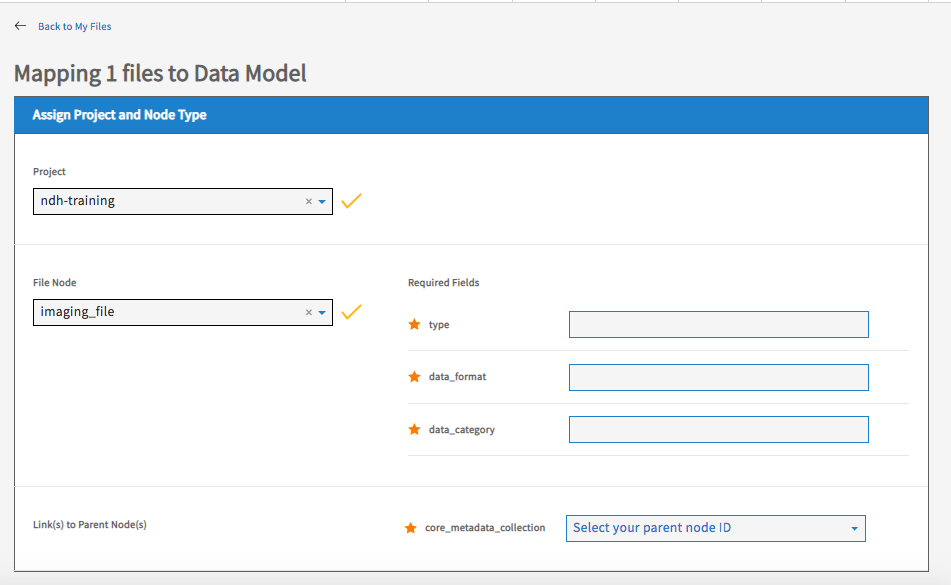 Back to My Files
Mapping 1 files to Data Model
Assign Project and Node Type
Project
ndh-training
File Node
Required Fields
imaging_file
type
data_format
data_category
Link(s) to Parent Node(s)
core_metadata_collection
Select your parent node ID